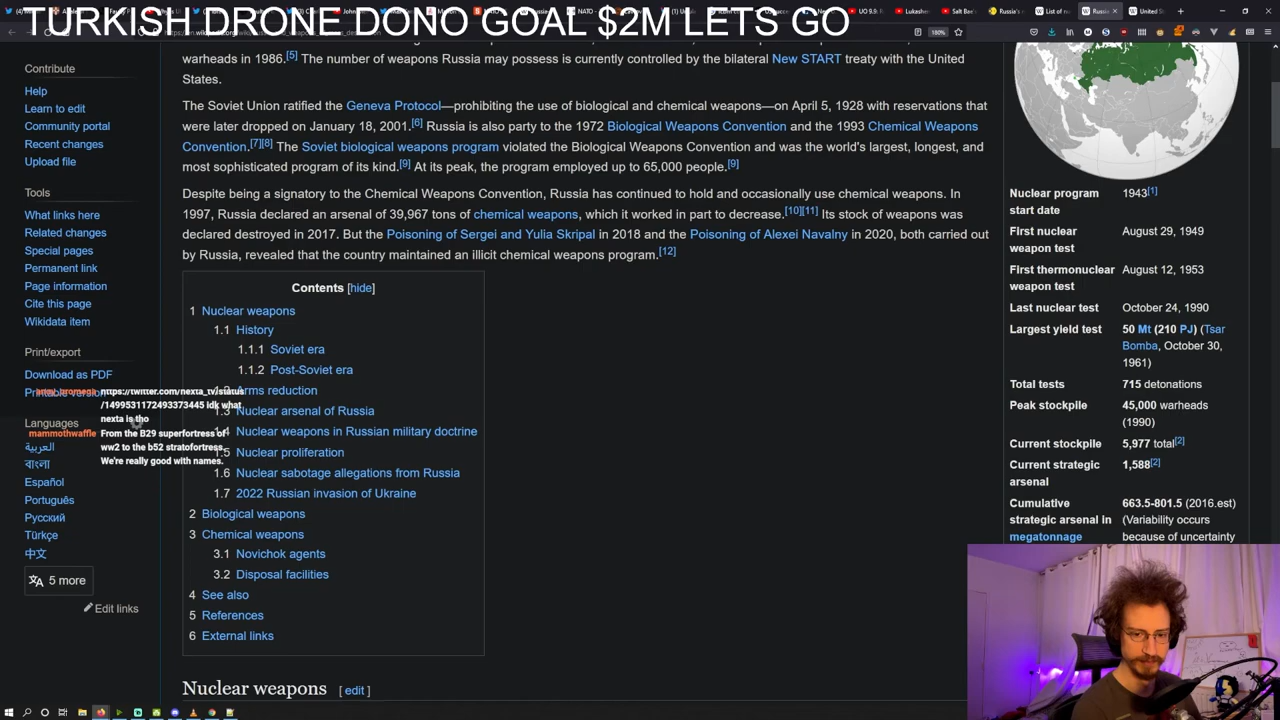 TURKISH DRONE DONO GOAL $2M LETS GO
Contribute
Help
Learn to edit
Community portal
Recent changes
Upload file
Tools
What links here
Related changes
Special pages
Permanent link
Page information
Cite this page
Wikidata item
Print/export
Download as PDF
Printable version
Languages
العربية
বাংলা
Español
Português
Русский
Türkçe
中文
5 more
Edit links
https://twitter.com/nexta_tv/status
/1499531172493373445 idk what
nexta is tho
mammothwaffle From the B29 superfortress of
ww2 to the b52 stratofortress.
We're really good with names.
warheads in 1986.[5] The number of weapons Russia may possess is currently controlled by the bilateral New START treaty with the United
States.
The Soviet Union ratified the Geneva Protocol—prohibiting the use of biological and chemical weapons—on April 5, 1928 with reservations that
were later dropped on January 18, 2001.[6] Russia is also party to the 1972 Biological Weapons Convention and the 1993 Chemical Weapons
Convention.[7][8] The Soviet biological weapons program violated the Biological Weapons Convention and was the world's largest, longest, and
most sophisticated program of its kind.[9] At its peak, the program employed up to 65,000 people.[9]
Despite being a signatory to the Chemical Weapons Convention, Russia has continued to hold and occasionally use chemical weapons. In
1997, Russia declared an arsenal of 39,967 tons of chemical weapons, which it worked in part to decrease.[10][11] Its stock of weapons was
declared destroyed in 2017. But the Poisoning of Sergei and Yulia Skripal in 2018 and the Poisoning of Alexei Navalny in 2020, both carried out
by Russia, revealed that the country maintained an illicit chemical weapons program.[12]
Contents [hide]
1 Nuclear weapons
1.1 History
1.1.1 Soviet era
1.1.2 Post-Soviet era
1.2 Arms reduction
1.3 Nuclear arsenal of Russia
1.4 Nuclear weapons in Russian military doctrine
1.5 Nuclear proliferation
1.6 Nuclear sabotage allegations from Russia
1.7 2022 Russian invasion of Ukraine
2 Biological weapons
3 Chemical weapons
3.1 Novichok agents
3.2 Disposal facilities
4 See also
5 References
6 External links
Nuclear weapons [ edit ]
Nuclear program
start date
1943[1]
First nuclear
weapon test
August 29, 1949
First thermonuclear
weapon test
August 12, 1953
Last nuclear test October 24, 1990
Largest yield test 50 Mt (210 PJ) (Tsar
Bomba, October 30,
1961)
Total tests 715 detonations
Peak stockpile 45,000 warheads
(1990)
Current stockpile 5,977 total[2]
Current strategic
arsenal
1,588[2]
Cumulative
strategic arsenal in
megatonnage
663.5-801.5 (2016.est)
(Variability occurs
because of uncertainty